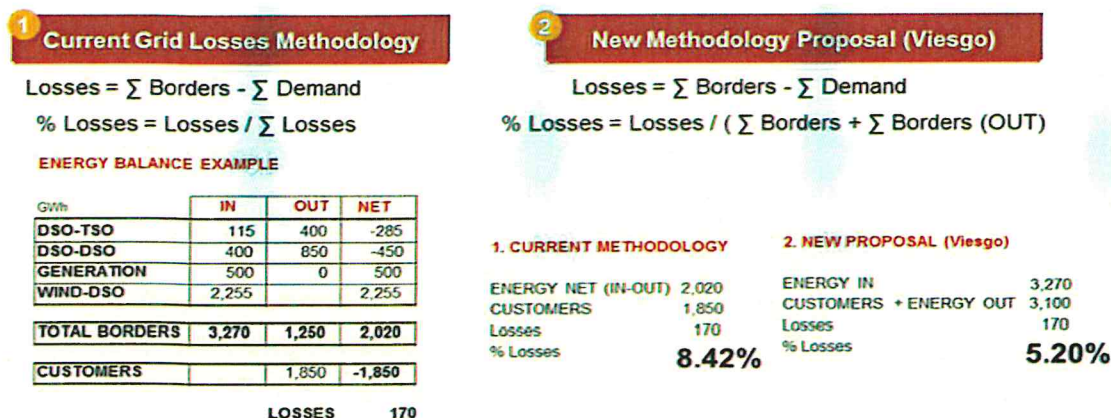 1
Current Grid Losses Methodology
Losses = ∑ Borders - ∑ Demand
% Losses = Losses / ∑ Losses
ENERGY BALANCE EXAMPLE
GWh IN OUT NET
DSO-TSO 115 400 -285
DSO-DSO 400 850 -450
GENERATION 500 0 500
WIND-DSO 2,255 2,255
TOTAL BORDERS 3,270 1,250 2,020
CUSTOMERS 1,850 -1,850
LOSSES 170
2
New Methodology Proposal (Viesgo)
Losses = ∑ Borders - ∑ Demand
% Losses = Losses / ( ∑ Borders + ∑ Borders (OUT)
1. CURRENT METHODOLOGY
ENERGY NET (IN-OUT) 2,020
CUSTOMERS 1,850
Losses 170
% Losses 8.42%
2. NEW PROPOSAL (Viesgo)
ENERGY IN 3,270
CUSTOMERS + ENERGY OUT 3,100
Losses 170
% Losses 5.20%